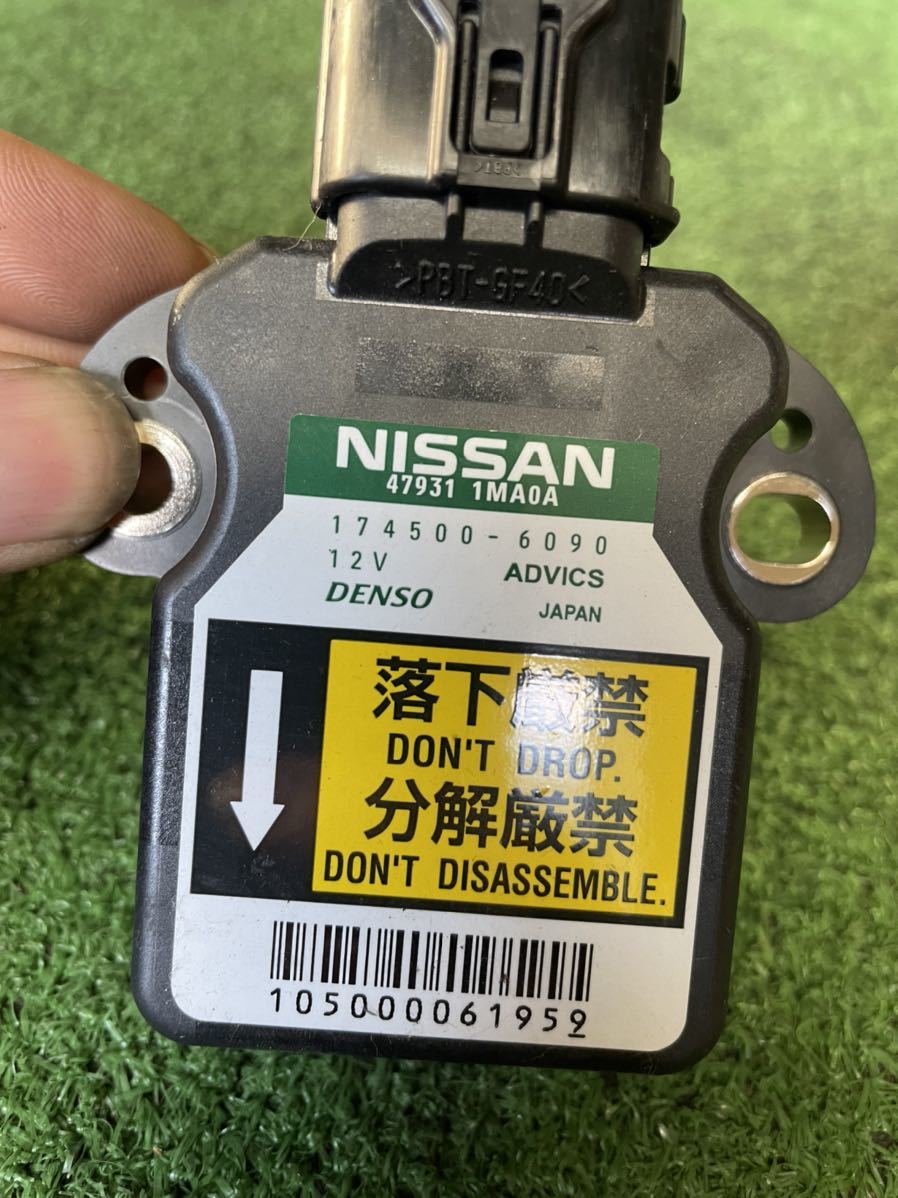 >PBT-GF40<
NISSAN
47931 1MA0A
174500-6090
12V ADVICS
DENSO JAPAN
落下厳禁
DON'T DROP.
分解厳禁
DON'T DISASSEMBLE.
105000061959